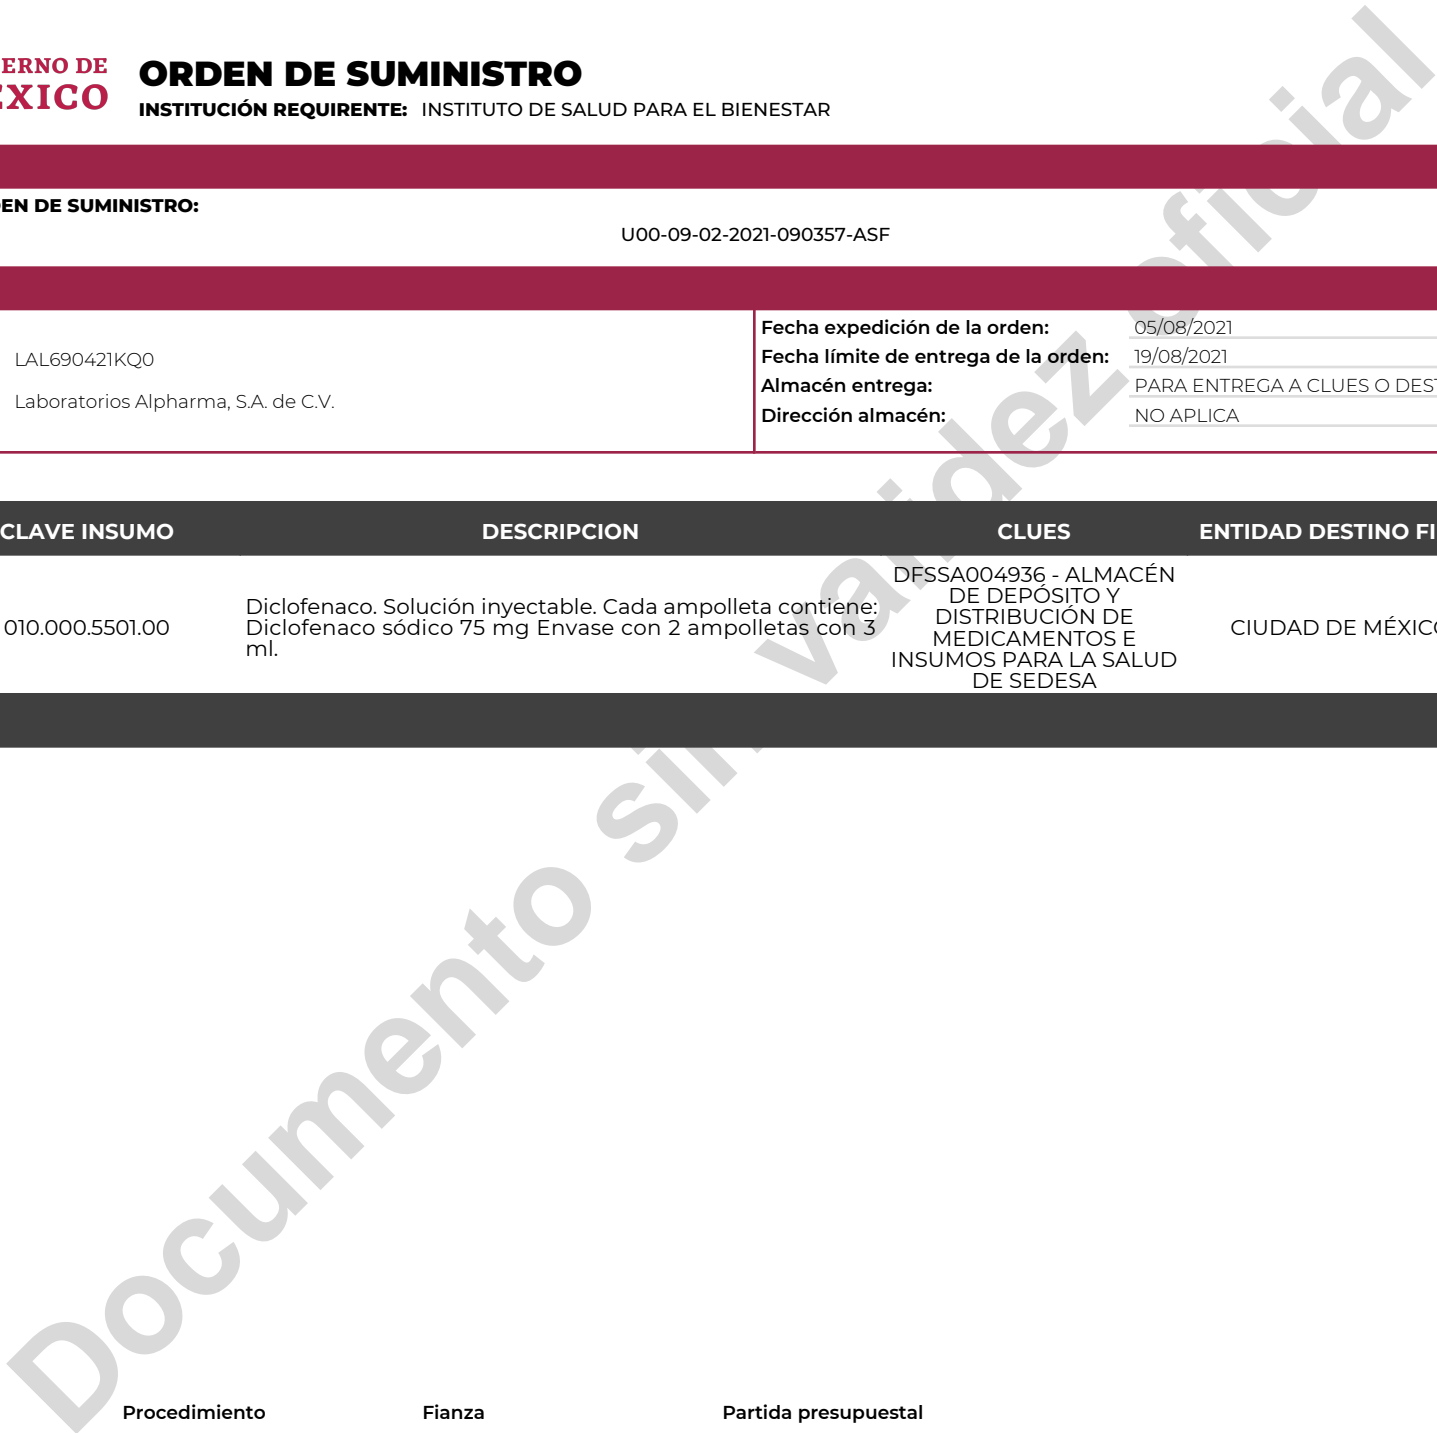 ERNO DE
ÉXICO
ORDEN DE SUMINISTRO
INSTITUCIÓN REQUIRENTE: INSTITUTO DE SALUD PARA EL BIENESTAR
EN DE SUMINISTRO:
U00-09-02-2021-090357-ASF
LAL690421KQ0
Laboratorios Alpharma, S.A. de C.V.
Fecha expedición de la orden: 05/08/2021
Fecha límite de entrega de la orden: 19/08/2021
Almacén entrega: PARA ENTREGA A CLUES O DEST
Dirección almacén: NO APLICA
CLAVE INSUMO DESCRIPCION CLUES ENTIDAD DESTINO FI
010.000.5501.00
Diclofenaco. Solución inyectable. Cada ampolleta contiene:
Diclofenaco sódico 75 mg Envase con 2 ampolletas con 3
ml.
DFSSA004936 - ALMACÉN
DE DEPÓSITO Y
DISTRIBUCIÓN DE
MEDICAMENTOS E
INSUMOS PARA LA SALUD
DE SEDESA
CIUDAD DE MÉXICO
Documento sin validez oficial
Procedimiento Fianza Partida presupuestal